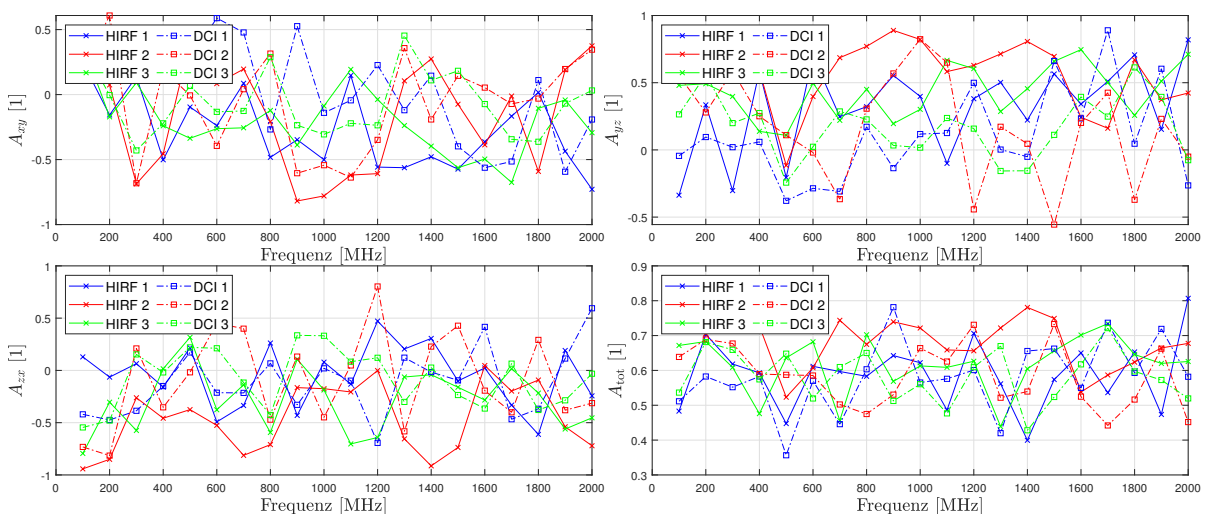 0.5
0
-0.5
-1
A_xy [1]
HIRF 1 DCI 1
HIRF 2 DCI 2
HIRF 3 DCI 3
0 200 400 600 800 1000 1200 1400 1600 1800 2000
Frequenz [MHz]
1
0.5
0
-0.5
A_yz [1]
HIRF 1 DCI 1
HIRF 2 DCI 2
HIRF 3 DCI 3
0 200 400 600 800 1000 1200 1400 1600 1800 2000
Frequenz [MHz]
1
0.5
0
-0.5
-1
A_zx [1]
HIRF 1 DCI 1
HIRF 2 DCI 2
HIRF 3 DCI 3
0 200 400 600 800 1000 1200 1400 1600 1800 2000
Frequenz [MHz]
0.9
0.8
0.7
0.6
0.5
0.4
0.3
A_tot [1]
HIRF 1 DCI 1
HIRF 2 DCI 2
HIRF 3 DCI 3
0 200 400 600 800 1000 1200 1400 1600 1800 2000
Frequenz [MHz]